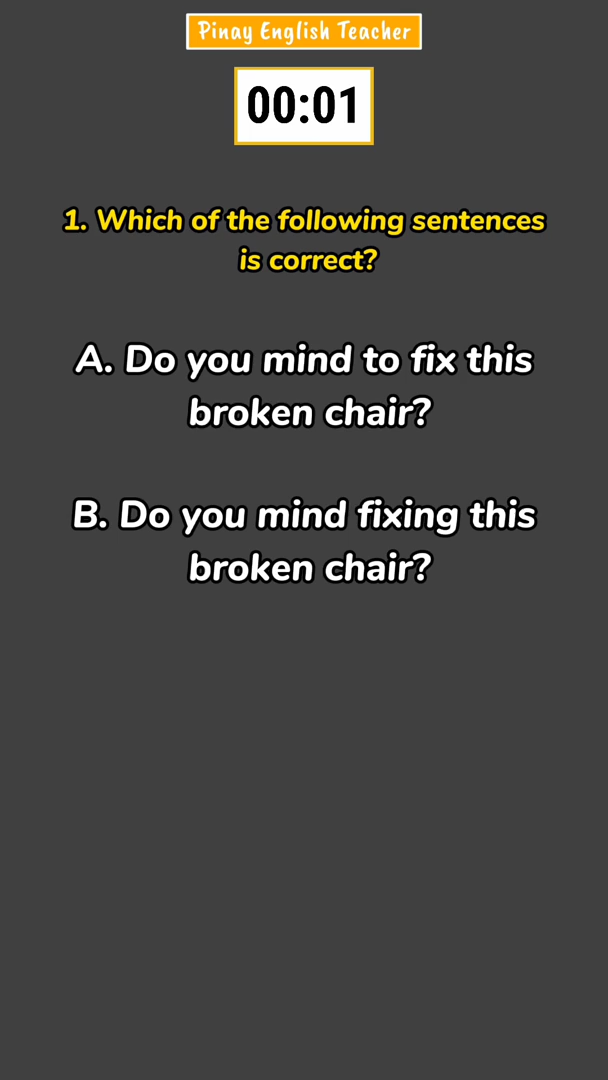 Pinay English Teacher
00:01
1. Which of the following sentences
is correct?
A. Do you mind to fix this
broken chair?
B. Do you mind fixing this
broken chair?